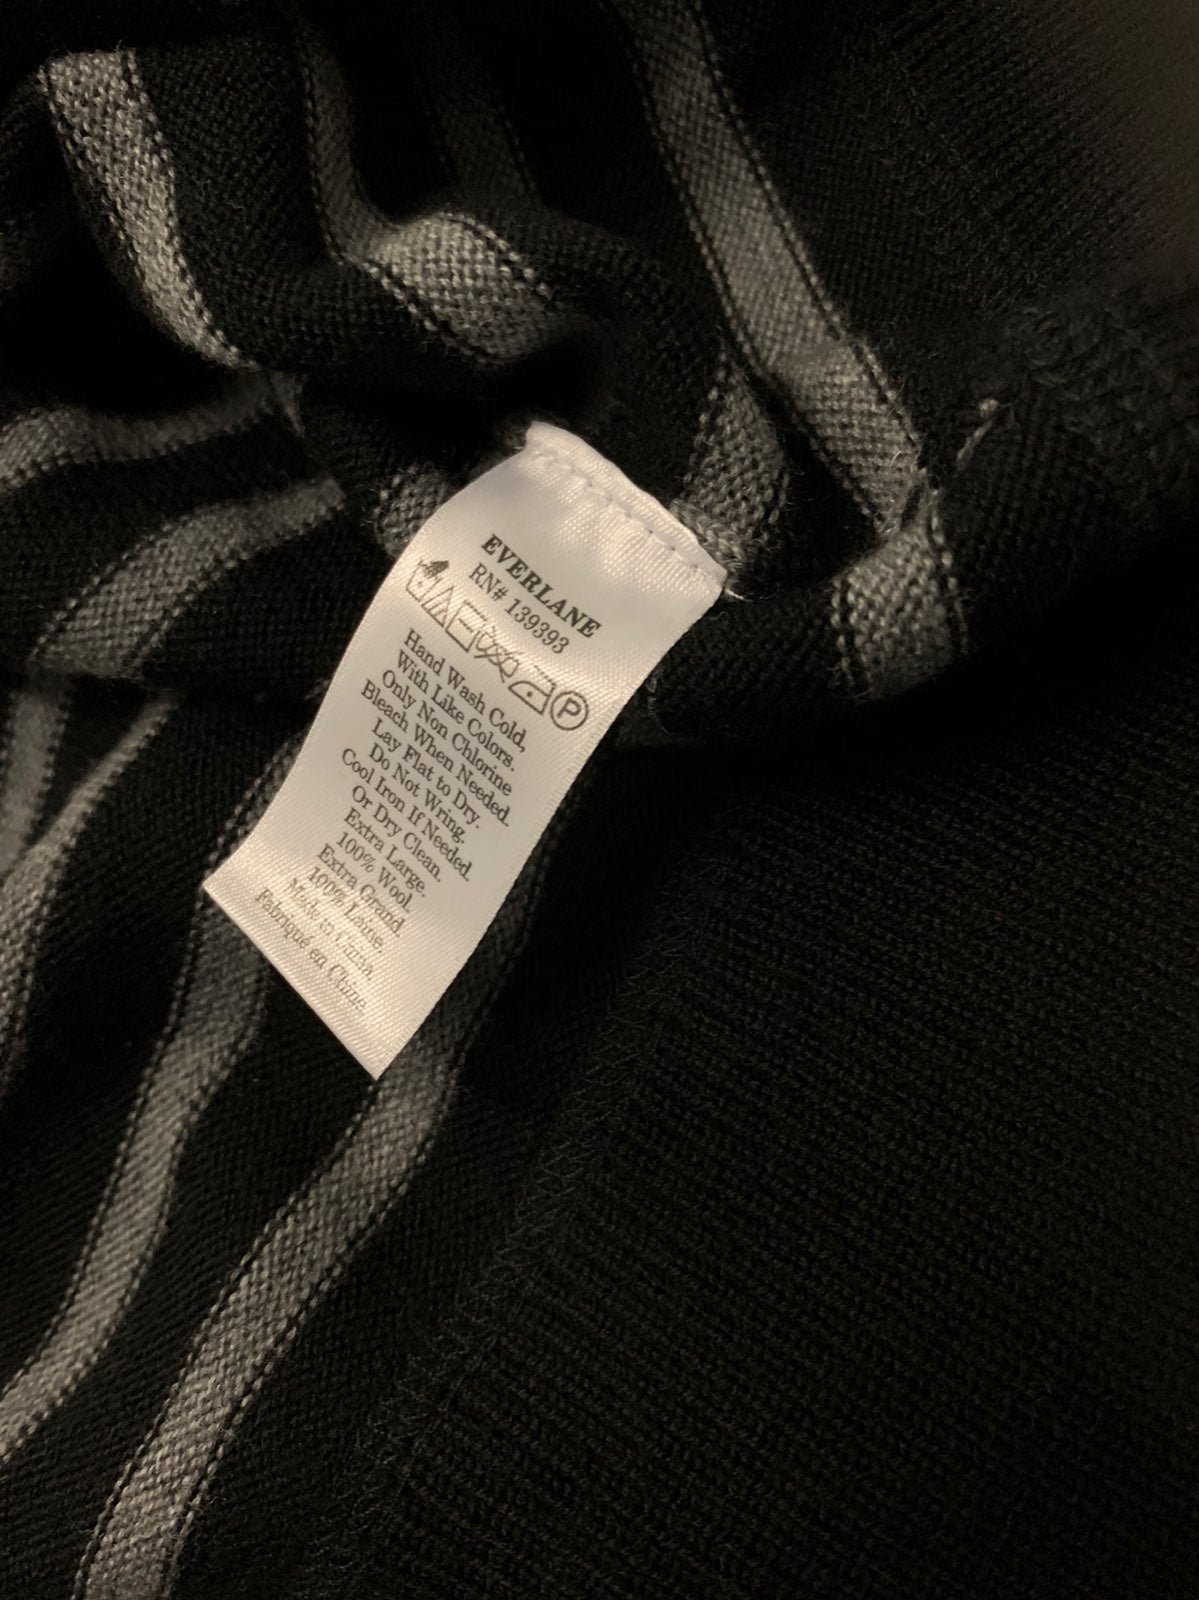 EVERLANE
RN# 139393
P
Hand Wash Cold,
With Like Colors.
Only Non Chlorine
Bleach When Needed.
Lay Flat to Dry.
Do Not Wring.
Cool Iron If Needed.
Or Dry Clean.
Extra Large.
100% Wool.
Extra Grand.
100% Laine.
Made in China.
Fabriqué en Chine.